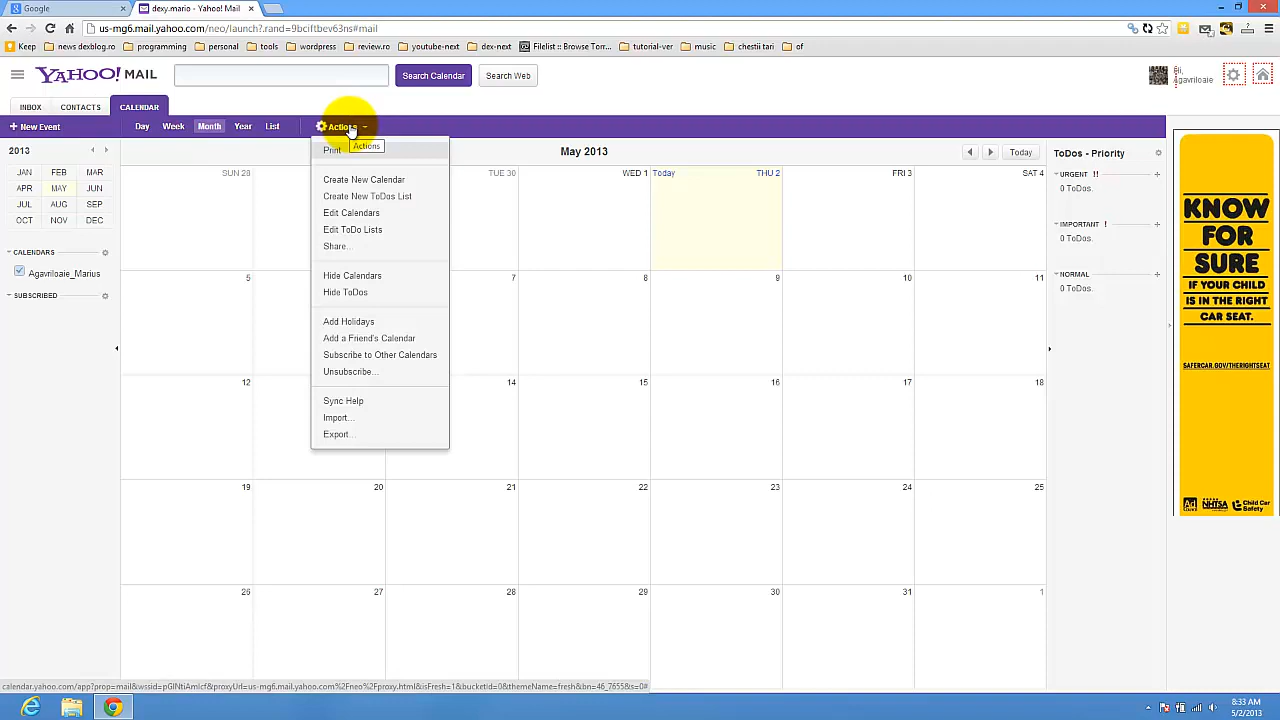 Google
dexy.mario - Yahoo! Mail
us-mg6.mail.yahoo.com/neo/launch?.rand=9bciftbev63ns#mail
Keep news dexblog.ro programming personal tools wordpress review.ro youtube-next dex-next Filelist :: Browse Torr... tutorial-ver music chestii tari of
YAHOO! MAIL
Search Calendar
Search Web
Agavriloaie
INBOX CONTACTS CALENDAR
+ New Event
Day Week Month Year List
Actions
Actions
2013
JAN FEB MAR
APR MAY JUN
JUL AUG SEP
OCT NOV DEC
CALENDARS
Agaviloaie_Marius
SUBSCRIBED
Print
Create New Calendar
Create New ToDos List
Edit Calendars
Edit ToDo Lists
Share...
Hide Calendars
Hide ToDos
Add Holidays
Add a Friend's Calendar
Subscribe to Other Calendars
Unsubscribe...
Sync Help
Import...
Export...
May 2013
Today
SUN 28 TUE 30 WED 1 Today THU 2 FRI 3 SAT 4
5 7 8 9 10 11
12 14 15 16 17 18
19 20 21 22 23 24 25
26 27 28 29 30 31 1
ToDos - Priority
URGENT !!
0 ToDos.
IMPORTANT !
0 ToDos.
NORMAL
0 ToDos.
KNOW
FOR
SURE
IF YOUR CHILD
IS IN THE RIGHT
CAR SEAT.
SAFERCAR.GOV/THERIGHTSEAT
Ad
NHTSA
Child Car
Safety
8:33 AM
5/2/2013